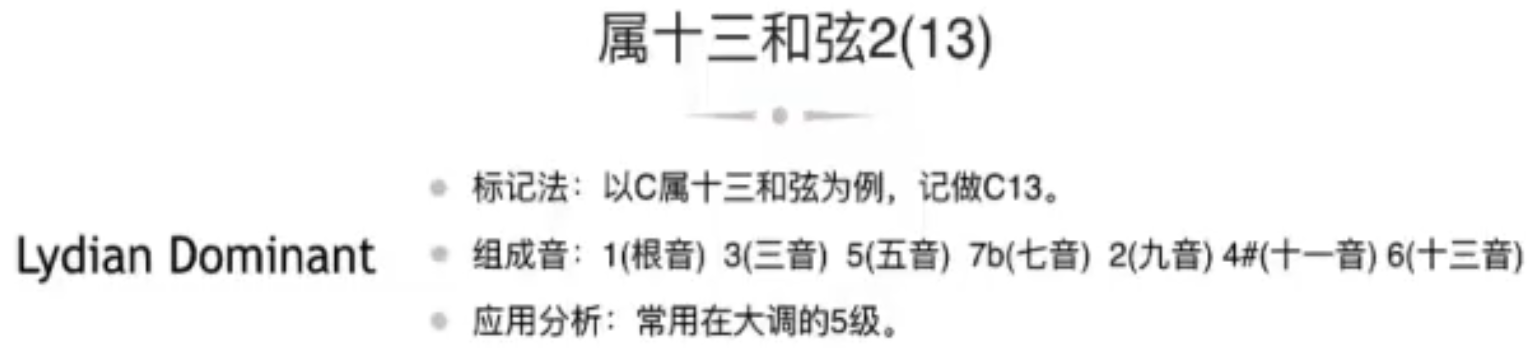 属十三和弦2(13)
标记法：以C属十三和弦为例，记做C13。
Lydian Dominant
组成音：1(根音) 3(三音) 5(五音) 7b(七音) 2(九音) 4#(十一音) 6(十三音)
应用分析：常用在大调的5级。